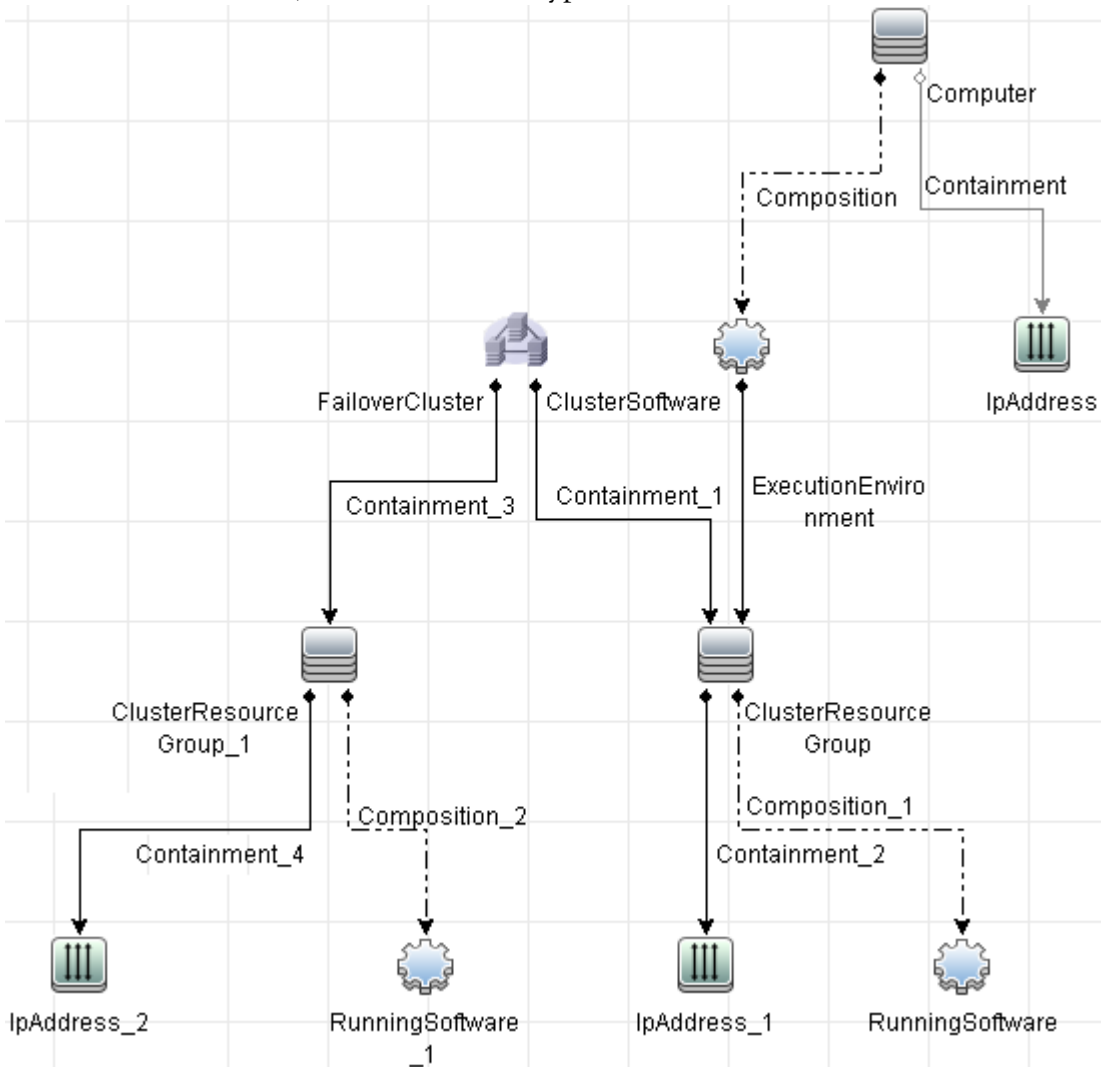 Computer
Composition
Containment
FailoverCluster
ClusterSoftware
IpAddress
Containment_3
Containment_1
ExecutionEnviro
nment
ClusterResource
Group_1
ClusterResource
Group
Composition_2
Composition_1
Containment_4
Containment_2
IpAddress_2
RunningSoftware
_1
IpAddress_1
RunningSoftware